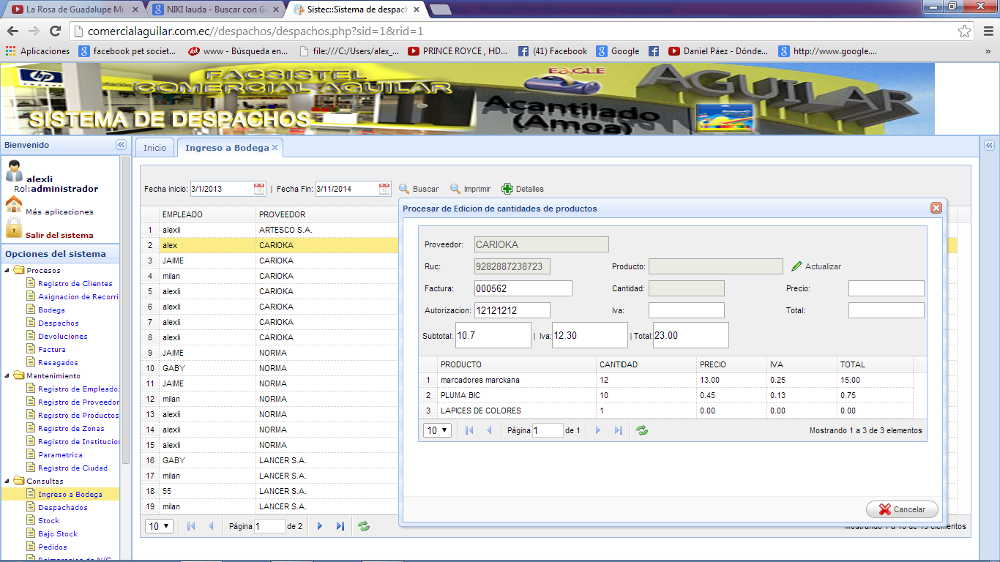 La Rosa de Guadalupe Mi
NIKI lauda - Buscar con G
Sistec::Sistema de despach
comercialaguilar.com.ec//despachos/despachos.php?sid=1&rid=1
Aplicaciones facebook pet societ... www - Búsqueda en... file:///C:/Users/alex_... PRINCE ROYCE , HD... (41) Facebook Google Daniel Páez - Dónde... http://www.google.... »
hp
FACSISTEL
COMERCIAL AGUILAR
SISTEMA DE DESPACHOS
EAGLE
Acantilado
(Amoa)
AGUILAR
Bienvenido
alexli
Rol:administrador
Más aplicaciones
Salir del sistema
Opciones del sistema
Procesos
Registro de Clientes
Asignacion de Recorri
Bodega
Despachos
Devoluciones
Factura
Resagados
Mantenimiento
Registro de Empleados
Registro de Proveedor
Registro de Productos
Registro de Zonas
Registro de Institucion
Parametrica
Registro de Ciudad
Consultas
Ingreso a Bodega
Despachados
Stock
Bajo Stock
Pedidos
Inicio
Ingreso a Bodega
Fecha inicio: 3/1/2013 | Fecha Fin: 3/11/2014 Buscar Imprimir Detalles
EMPLEADO PROVEEDOR
1 alexli ARTESCO S.A.
2 alex CARIOKA
3 JAIME CARIOKA
4 milan CARIOKA
5 alexli CARIOKA
6 alexli CARIOKA
7 alexli CARIOKA
8 alexli CARIOKA
9 JAIME NORMA
10 GABY NORMA
11 JAIME NORMA
12 milan NORMA
13 alexli NORMA
14 alexli NORMA
15 alexli NORMA
16 GABY LANCER S.A.
17 milan LANCER S.A.
18 55 LANCER S.A.
19 milan LANCER S.A.
10 Página 1 de 2
Mostrando 1 a 10 de 19 elementos
Procesar de Edicion de cantidades de productos
Proveedor: CARIOKA
Ruc: 9282887238723 Producto: Actualizar
Factura: 000562 Cantidad: Precio:
Autorizacion: 12121212 Iva: Total:
Subtotal: 10.7 | Iva: 12.30 | Total: 23.00
PRODUCTO CANTIDAD PRECIO IVA TOTAL
1 marcadores marckana 12 13.00 0.25 15.00
2 PLUMA BIC 10 0.45 0.13 0.75
3 LAPICES DE COLORES 1 0.00 0.00 0.00
10 Página 1 de 1 Mostrando 1 a 3 de 3 elementos
Cancelar